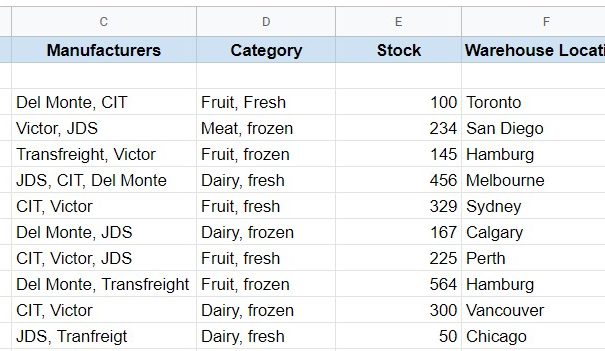 C D E F
Manufacturers Category Stock Warehouse Locati
Del Monte, CIT Fruit, Fresh 100 Toronto
Victor, JDS Meat, frozen 234 San Diego
Transfreight, Victor Fruit, frozen 145 Hamburg
JDS, CIT, Del Monte Dairy, fresh 456 Melbourne
CIT, Victor Fruit, fresh 329 Sydney
Del Monte, JDS Dairy, frozen 167 Calgary
CIT, Victor, JDS Fruit, fresh 225 Perth
Del Monte, Transfreight Fruit, frozen 564 Hamburg
CIT, Victor Dairy, frozen 300 Vancouver
JDS, Tranfreigt Dairy, fresh 50 Chicago